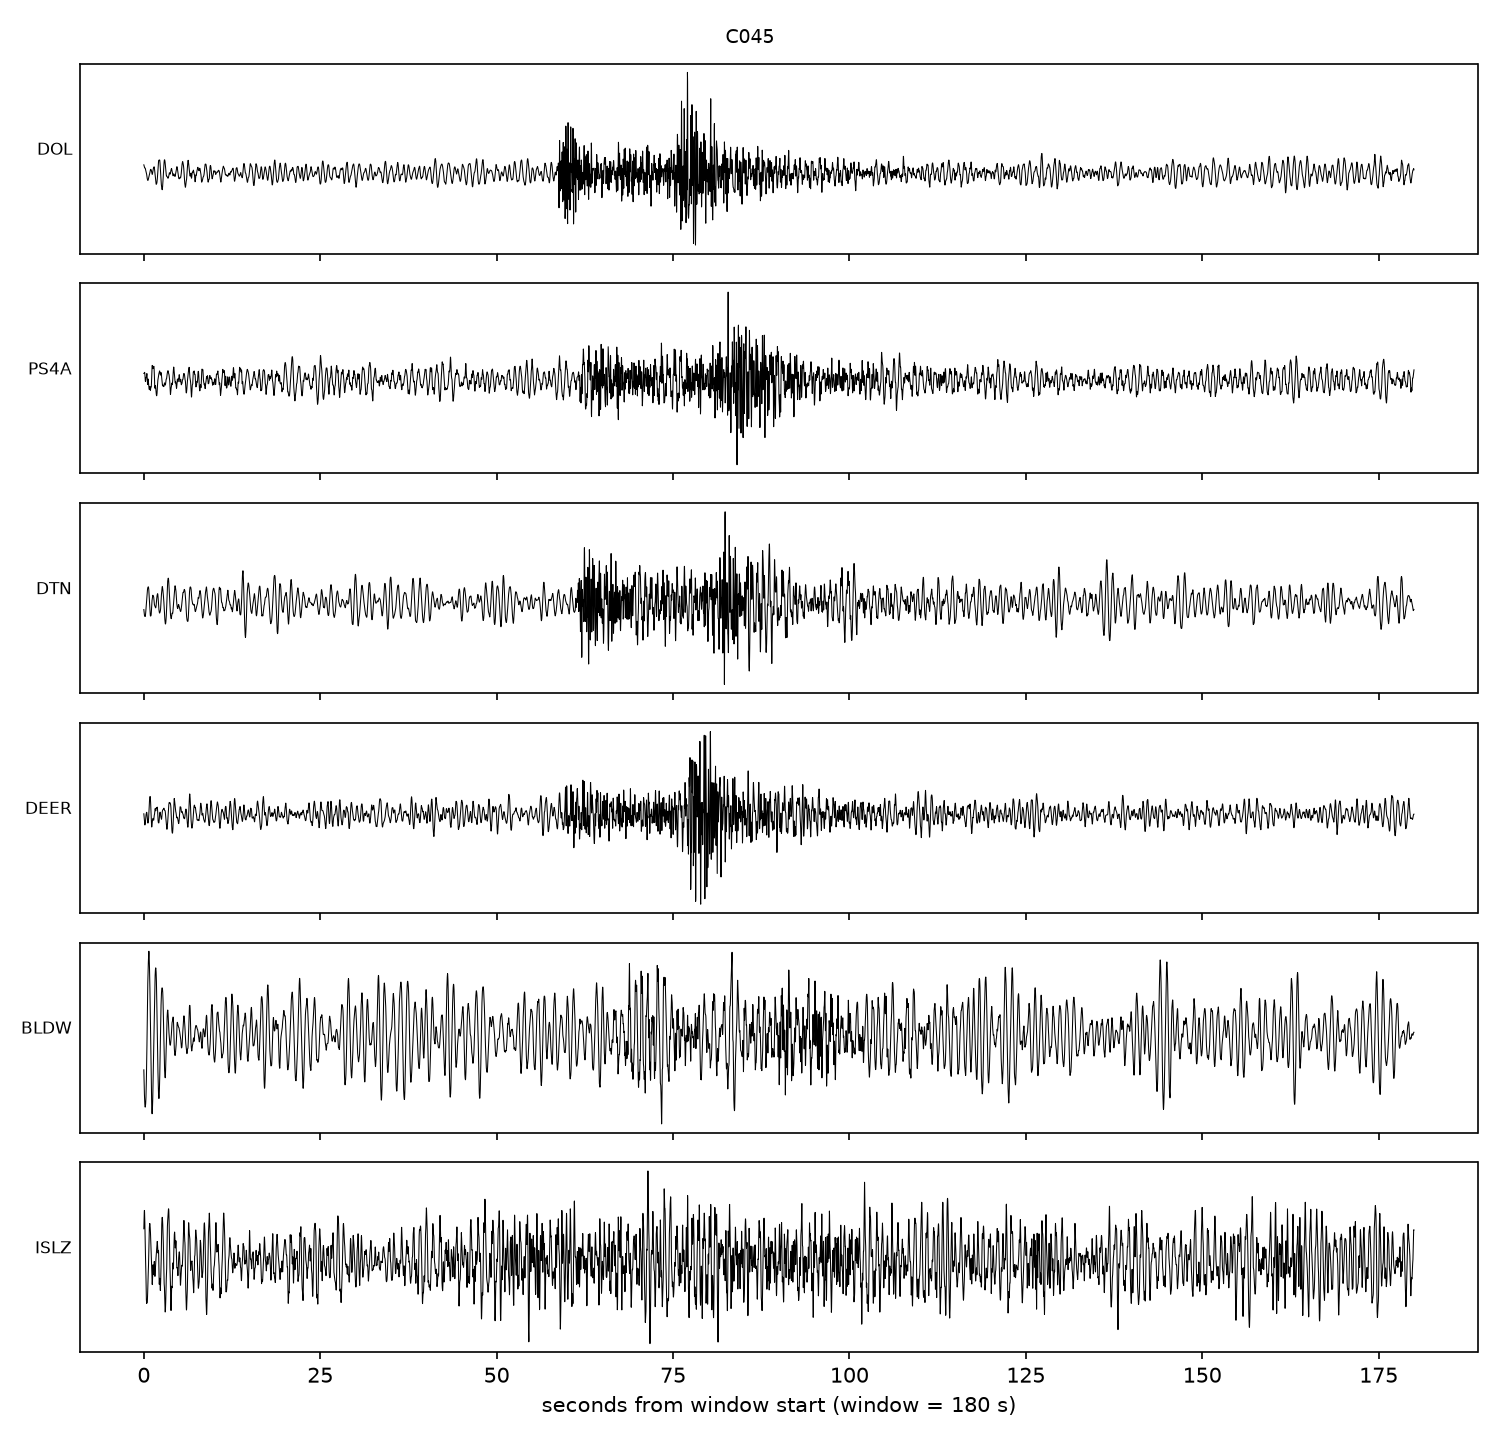 C045
DOL
PS4A
DTN
DEER
BLDW
ISLZ
0 25 50 75 100 125 150 175
seconds from window start (window = 180 s)